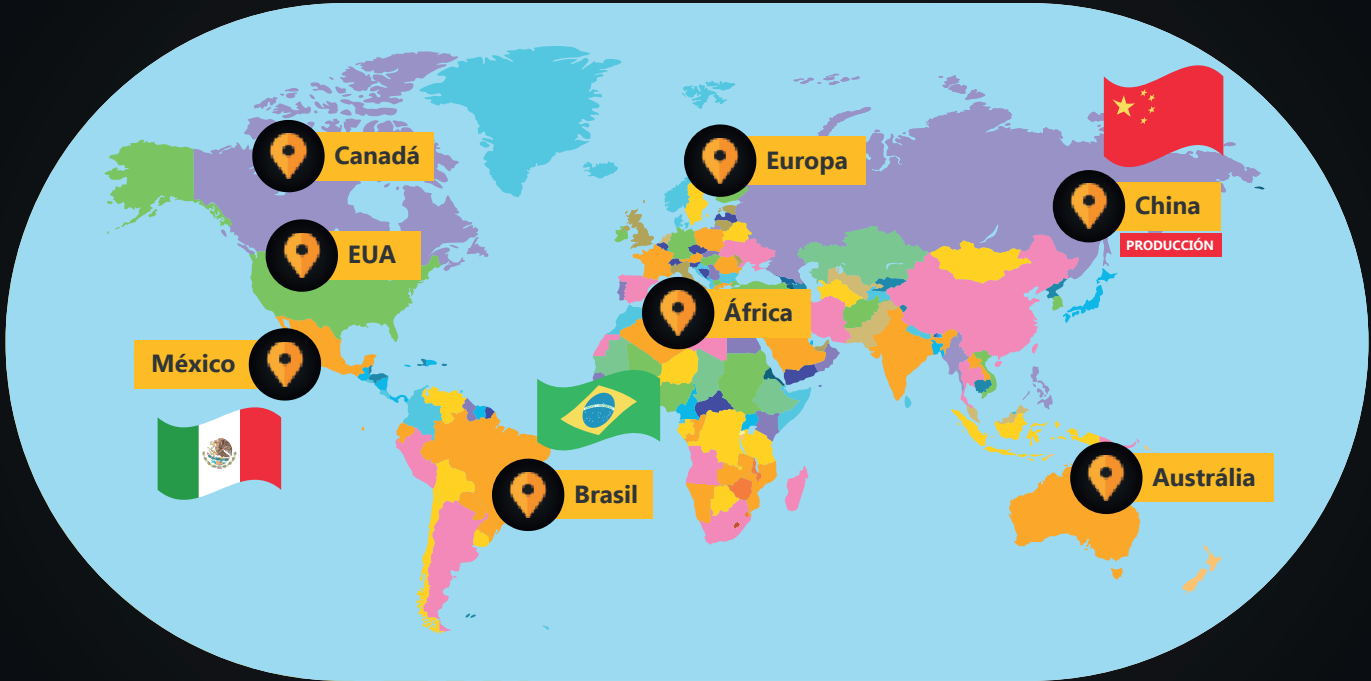 Canadá
Europa
China
PRODUCCIÓN
EUA
África
México
Brasil
Austrália